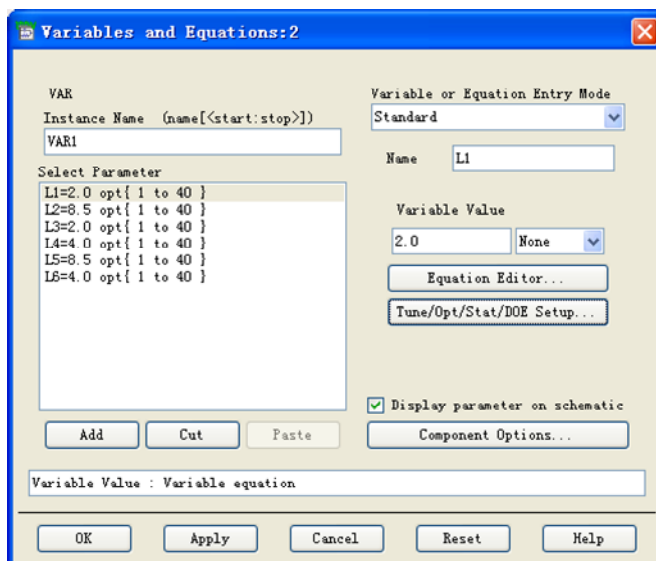 Variables and Equations:2
VAR
Instance Name (name[<start:stop>])
VAR1
Select Parameter
L1=2.0 opt{ 1 to 40 }
L2=8.5 opt{ 1 to 40 }
L3=2.0 opt{ 1 to 40 }
L4=4.0 opt{ 1 to 40 }
L5=8.5 opt{ 1 to 40 }
L6=4.0 opt{ 1 to 40 }
Add Cut Paste
Variable or Equation Entry Mode
Standard
Name L1
Variable Value
2.0 None
Equation Editor...
Tune/Opt/Stat/DOE Setup...
Display parameter on schematic
Component Options...
Variable Value : Variable equation
OK Apply Cancel Reset Help